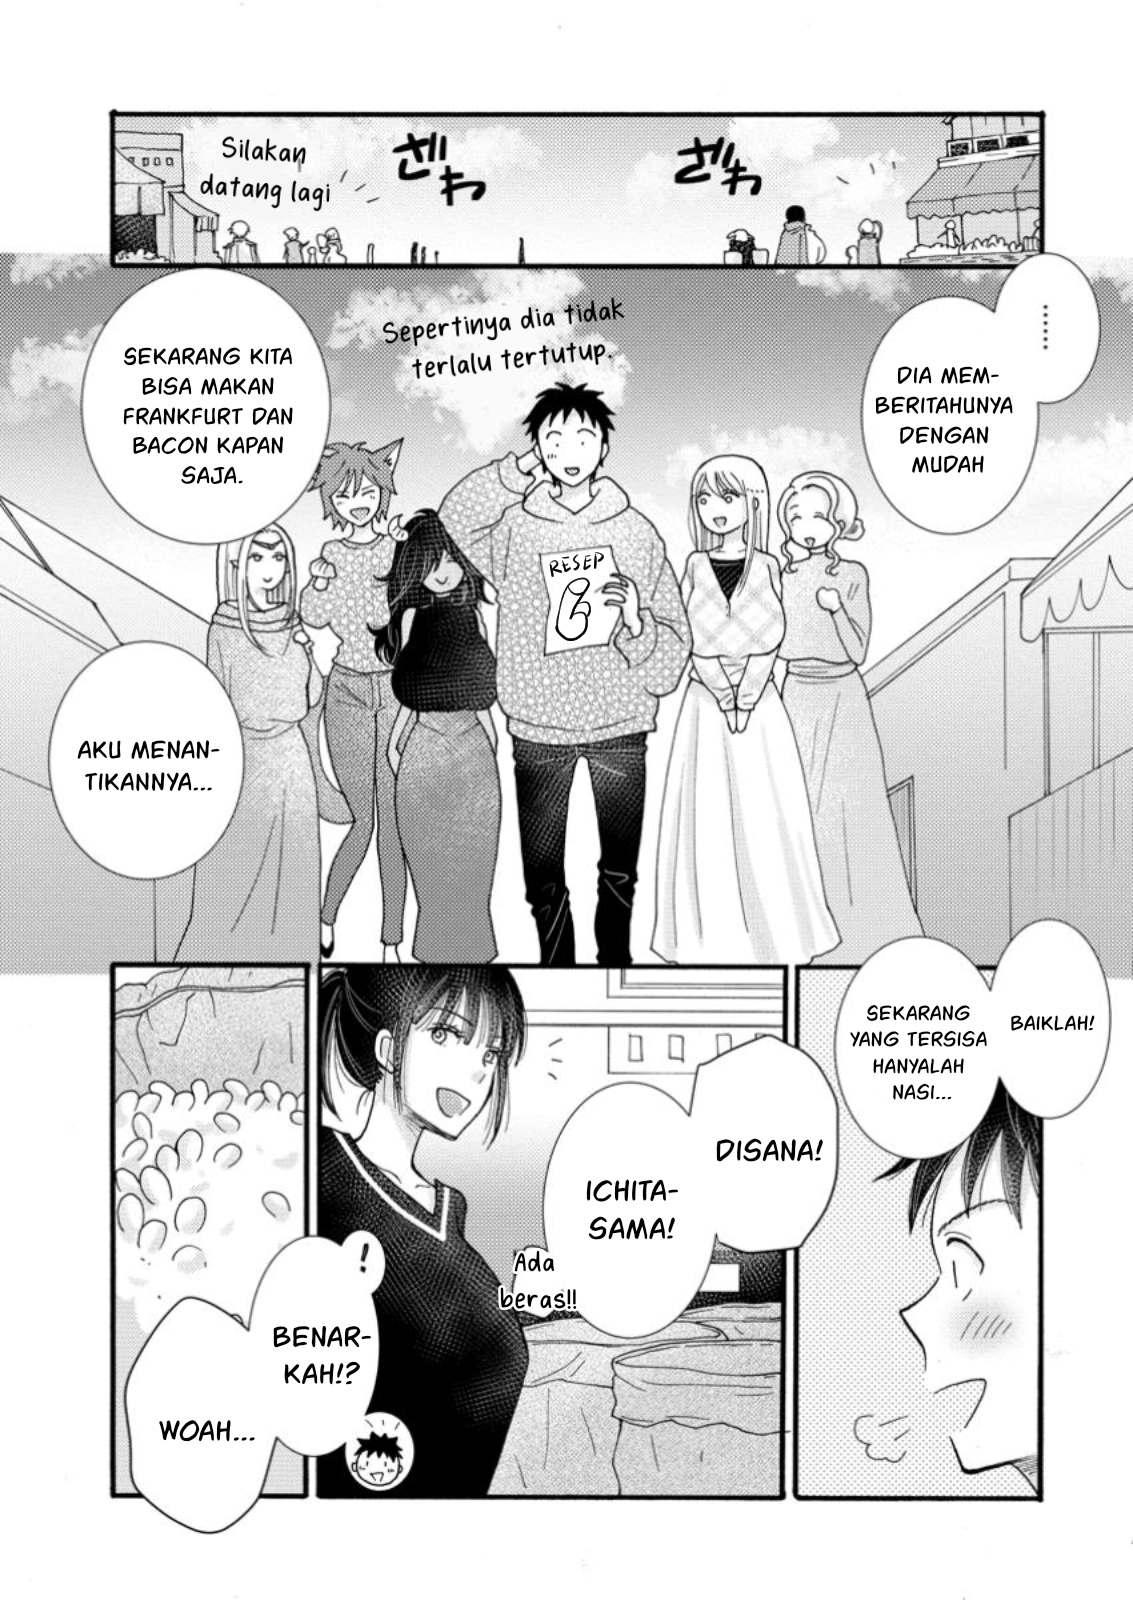 Silakan
datang lagi
ざわ
ざわ
......
DIA MEM-
BERITAHUNYA
DENGAN
MUDAH
Sepertinya dia tidak
terlalu tertutup.
SEKARANG KITA
BISA MAKAN
FRANKFURT DAN
BACON KAPAN
SAJA.
RESEP
AKU MENAN-
TIKANNYA...
BAIKLAH!
SEKARANG
YANG TERSISA
HANYALAH
NASI...
DISANA!
ICHITA-
SAMA!
Ada
beras!!
!
BENAR-
KAH!?
WOAH...